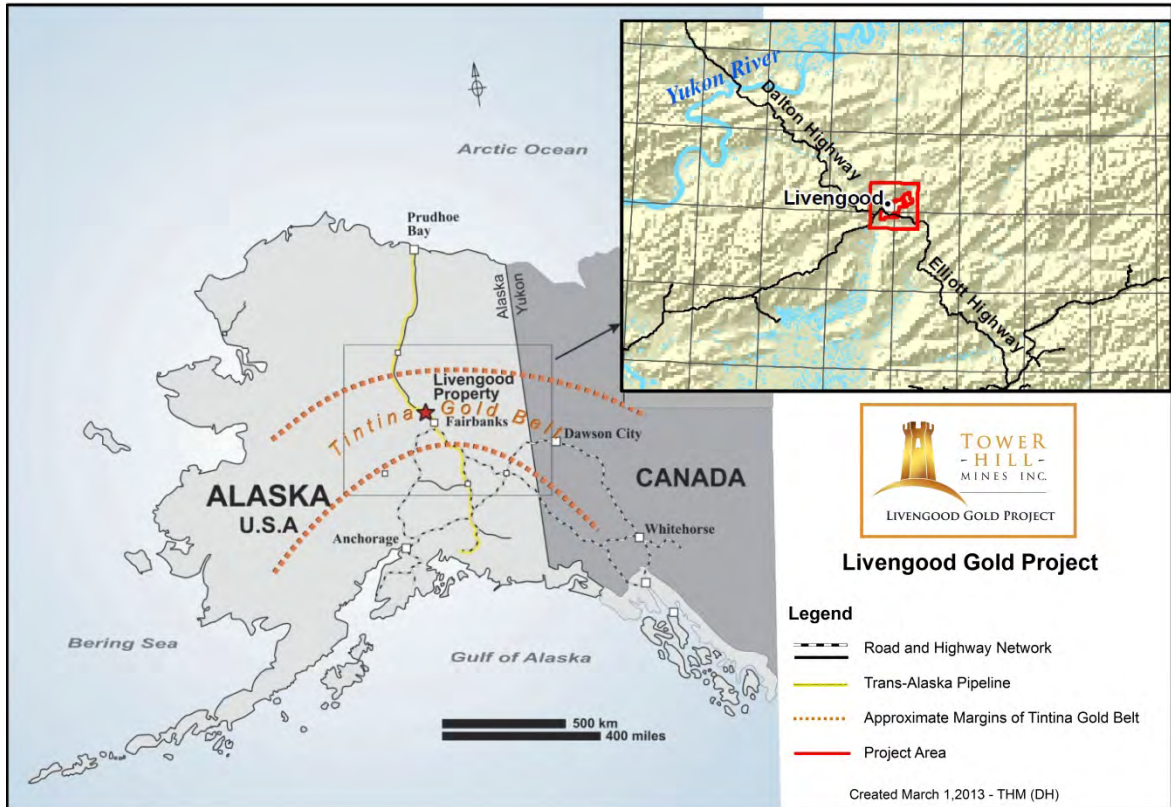 Arctic Ocean
Prudhoe
Bay
Alaska
Yukon
Livengood
Property
Tintina Gold Belt
Fairbanks
Dawson City
ALASKA
U.S.A
CANADA
Anchorage
Whitehorse
Bering Sea
Gulf of Alaska
500 km
400 miles
Yukon River
Dalton Highway
Livengood
Elliott Highway
TOWER
- HILL -
MINES INC.
LIVENGOOD GOLD PROJECT
Livengood Gold Project
Legend
Road and Highway Network
Trans-Alaska Pipeline
Approximate Margins of Tintina Gold Belt
Project Area
Created March 1,2013 - THM (DH)